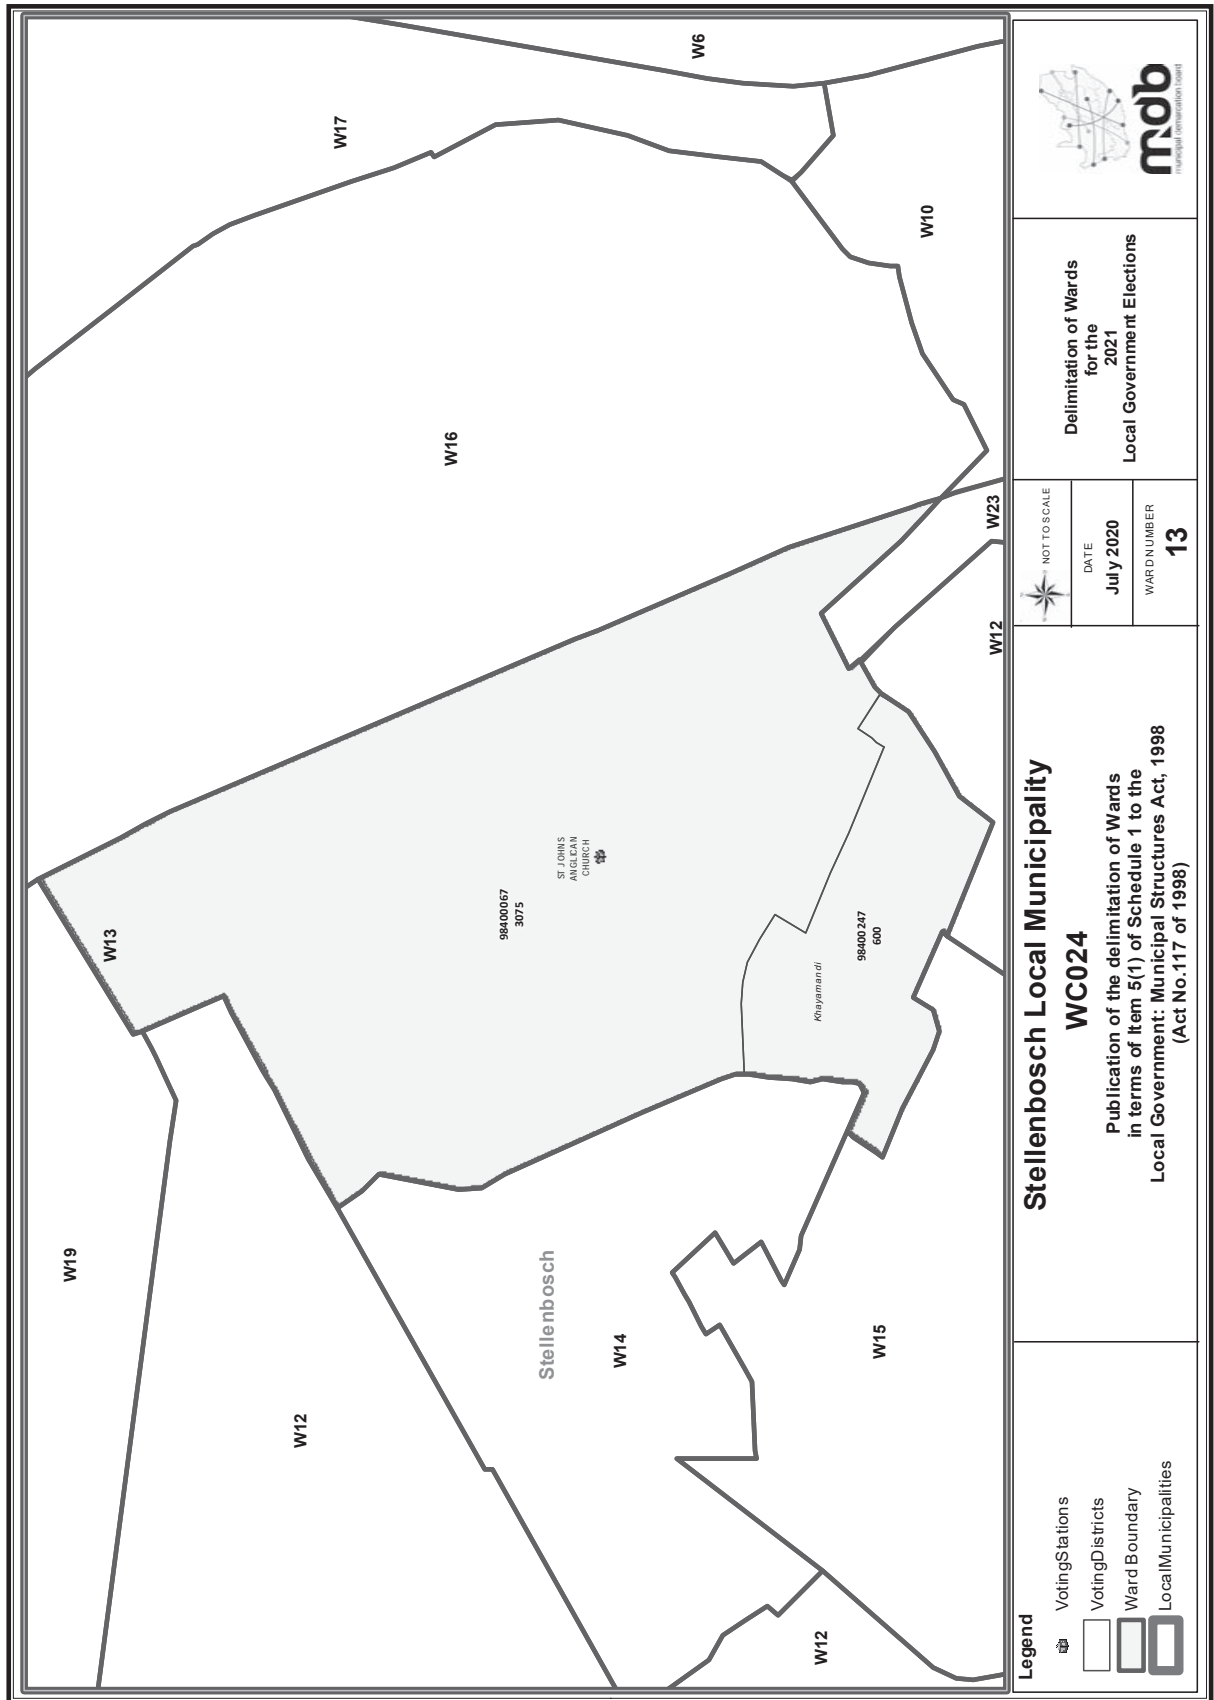 W19
W12
W13
W17
W6
W16
W10
Stellenbosch
W14
W15
W12
98400067
3075
ST JOHNS
ANGLICAN
CHURCH
Khayamandi
98400247
600
W12
W23
Legend
VotingStations
VotingDistricts
Ward Boundary
LocalMunicipalities
Stellenbosch Local Municipality
WC024
Publication of the delimitation of Wards
in terms of Item 5(1) of Schedule 1 to the
Local Government: Municipal Structures Act, 1998
(Act No.117 of 1998)
NOT TO SCALE
DATE
July 2020
WARD NUMBER
13
Delimitation of Wards
for the
2021
Local Government Elections
mdb
municipal demarcation board